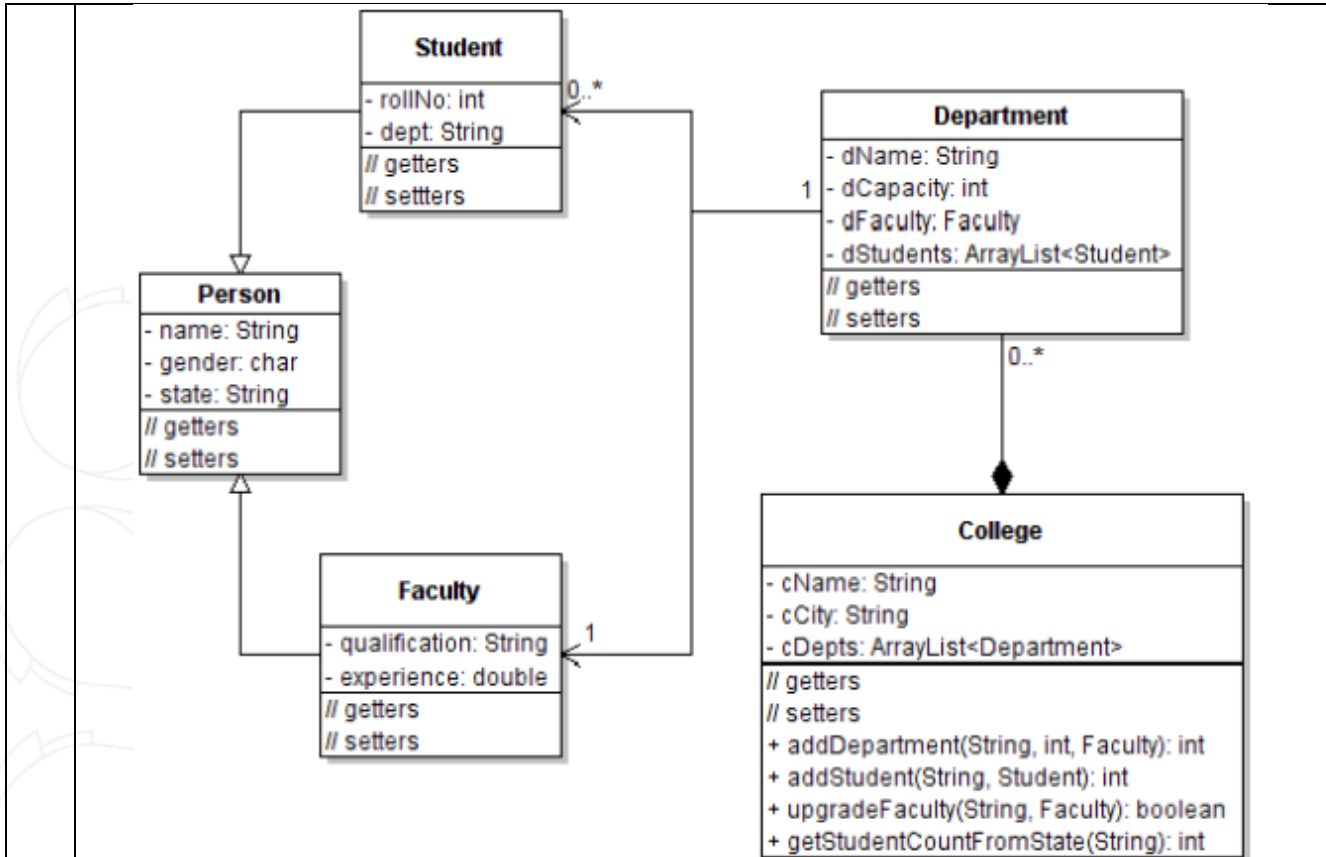 Student
- rollNo: int
- dept: String
// getters
// settters
0..*
Department
- dName: String
- dCapacity: int
- dFaculty: Faculty
- dStudents: ArrayList<Student>
// getters
// setters
1
Person
- name: String
- gender: char
- state: String
// getters
// setters
0..*
Faculty
- qualification: String
- experience: double
// getters
// setters
1
College
- cName: String
- cCity: String
- cDepts: ArrayList<Department>
// getters
// setters
+ addDepartment(String, int, Faculty): int
+ addStudent(String, Student): int
+ upgradeFaculty(String, Faculty): boolean
+ getStudentCountFromState(String): int